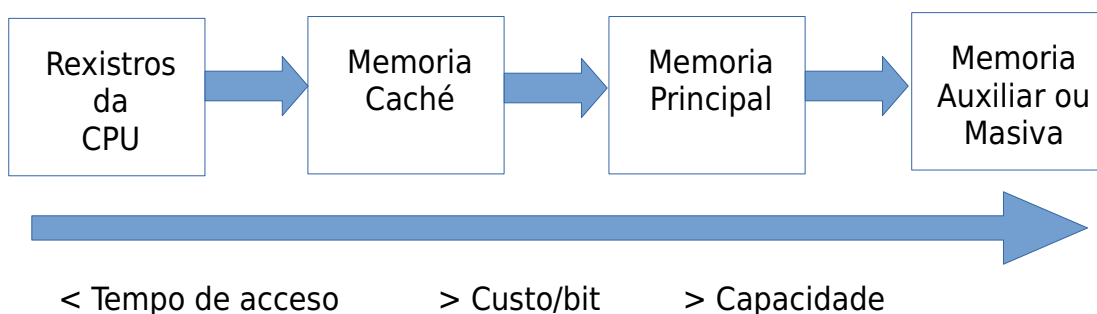 Rexistros
da
CPU
Memoria
Caché
Memoria
Principal
Memoria
Auxiliar ou
Masiva
< Tempo de acceso > Custo/bit > Capacidade